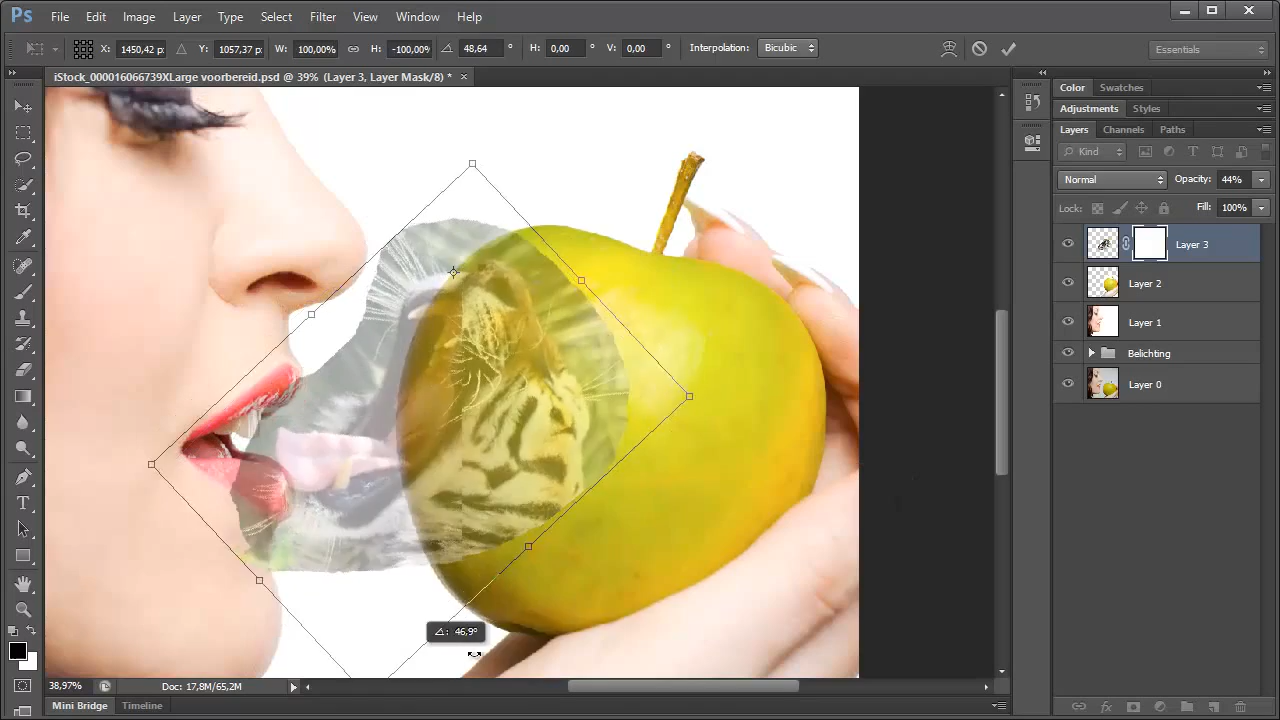 Ps File Edit Image Layer Type Select Filter View Window Help
X: 1450,42 p Y: 1057,37 p W: 100,00% H: -100,00% 48,64 ° H: 0,00 ° V: 0,00 ° Interpolation: Bicubic Essentials
iStock_000016066739XLarge voorbereid.psd @ 39% (Layer 3, Layer Mask/8) * ×
Color Swatches
Adjustments Styles
Layers Channels Paths
Kind
Normal Opacity: 44%
Lock: Fill: 100%
Layer 3
Layer 2
Layer 1
Belichting
Layer 0
46,9°
38,97% Doc: 17,8M/65,2M
Mini Bridge Timeline